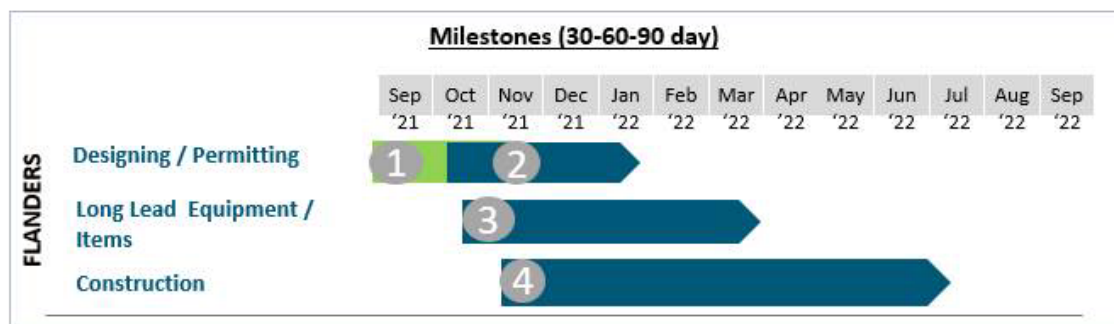 Milestones (30-60-90 day)
Sep Oct Nov Dec Jan Feb Mar Apr May Jun Jul Aug Sep
‘21 ‘21 ‘21 ‘21 ‘22 ‘22 ‘22 ‘22 ‘22 ‘22 ‘22 ‘22 ‘22
FLANDERS
Designing / Permitting
1 2
Long Lead Equipment /
Items
3
Construction
4